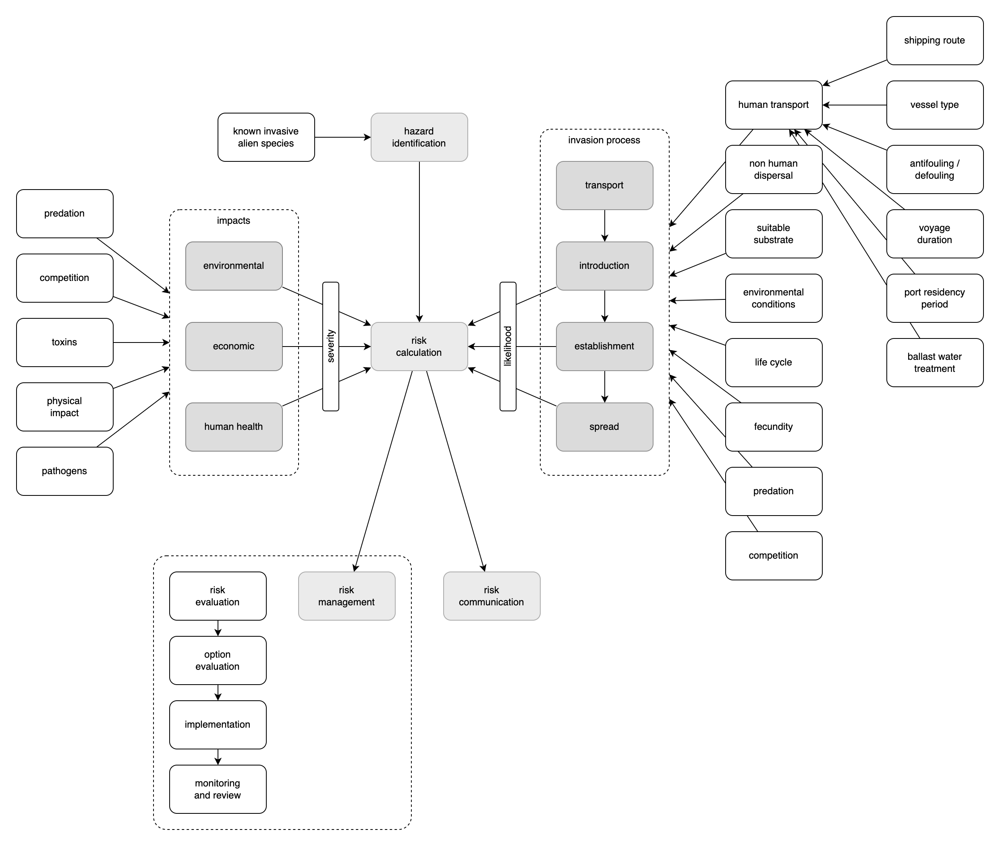 shipping route
human transport
vessel type
known invasive
alien species
hazard
identification
invasion process
non human
dispersal
antifouling /
defouling
transport
predation
impacts
suitable
substrate
voyage
duration
environmental
introduction
competition
environmental
conditions
port residency
period
toxins
economic
severity
risk
calculation
likelihood
establishment
life cycle
ballast water
treatment
physical
impact
human health
spread
fecundity
pathogens
predation
competition
risk
evaluation
risk
management
risk
communication
option
evaluation
implementation
monitoring
and review